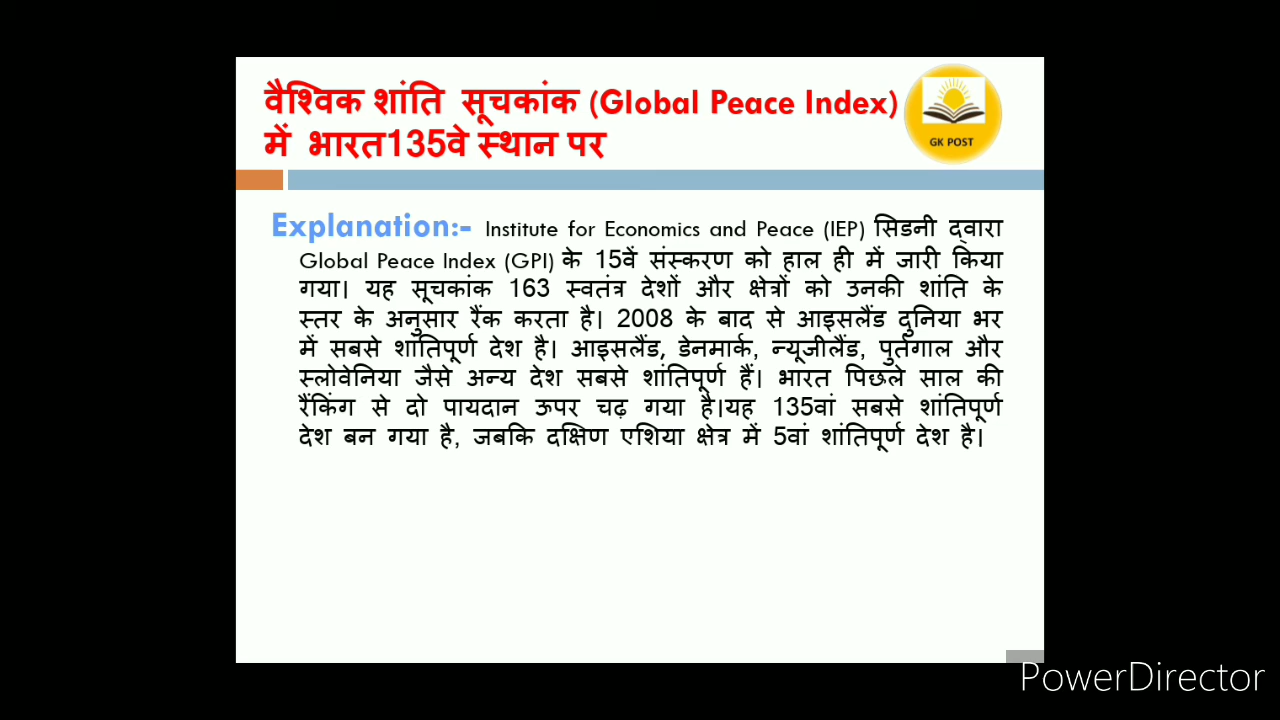 वैश्विक शांति सूचकांक (Global Peace Index)
में भारत135वे स्थान पर
GK POST
Explanation:- Institute for Economics and Peace (IEP) सिडनी द्वारा
Global Peace Index (GPI) के 15वें संस्करण को हाल ही में जारी किया
गया। यह सूचकांक 163 स्वतंत्र देशों और क्षेत्रों को उनकी शांति के
स्तर के अनुसार रैंक करता है। 2008 के बाद से आइसलैंड दुनिया भर
में सबसे शांतिपूर्ण देश है। आइसलैंड, डेनमार्क, न्यूजीलैंड, पुर्तगाल और
स्लोवेनिया जैसे अन्य देश सबसे शांतिपूर्ण हैं। भारत पिछले साल की
रैंकिंग से दो पायदान ऊपर चढ़ गया है।यह 135वां सबसे शांतिपूर्ण
देश बन गया है, जबकि दक्षिण एशिया क्षेत्र में 5वां शांतिपूर्ण देश है।
PowerDirector